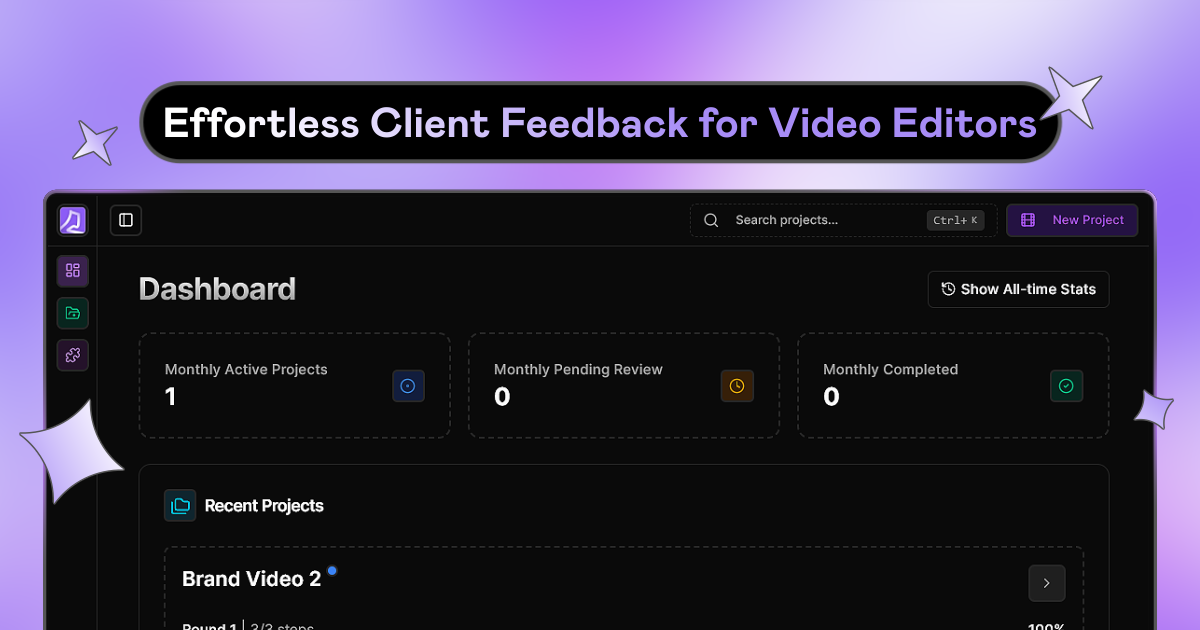 Effortless Client Feedback for Video Editors
Search projects...
Ctrl+ K
New Project
Dashboard
Show All-time Stats
Monthly Active Projects
1
Monthly Pending Review
0
Monthly Completed
0
Recent Projects
Brand Video 2
Round 1 | 3/3 steps
100%